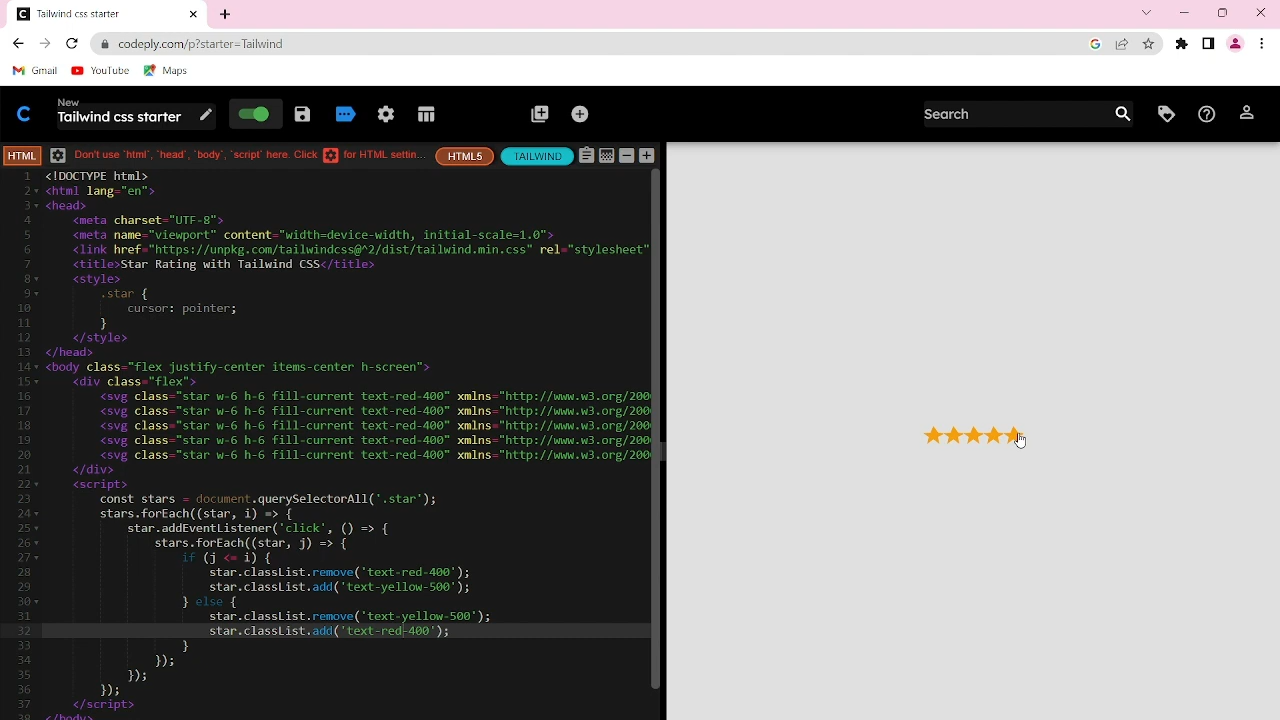 Tailwind css starter
codeply.com/p?starter=Tailwind
Gmail
YouTube
Maps
C
New
Tailwind css starter
Search
HTML
Don't use `html`, `head`, `body`, `script` here. Click for HTML settin...
HTML5
TAILWIND
1 <!DOCTYPE html>
2 <html lang="en">
3 <head>
4 <meta charset="UTF-8">
5 <meta name="viewport" content="width=device-width, initial-scale=1.0">
6 <link href="https://unpkg.com/tailwindcss@^2/dist/tailwind.min.css" rel="stylesheet"
7 <title>Star Rating with Tailwind CSS</title>
8 <style>
9 .star {
10 cursor: pointer;
11 }
12 </style>
13 </head>
14 <body class="flex justify-center items-center h-screen">
15 <div class="flex">
16 <svg class="star w-6 h-6 fill-current text-red-400" xmlns="http://www.w3.org/200
17 <svg class="star w-6 h-6 fill-current text-red-400" xmlns="http://www.w3.org/200
18 <svg class="star w-6 h-6 fill-current text-red-400" xmlns="http://www.w3.org/200
19 <svg class="star w-6 h-6 fill-current text-red-400" xmlns="http://www.w3.org/200
20 <svg class="star w-6 h-6 fill-current text-red-400" xmlns="http://www.w3.org/200
21 </div>
22 <script>
23 const stars = document.querySelectorAll('.star');
24 stars.forEach((star, i) => {
25 star.addEventListener('click', () => {
26 stars.forEach((star, j) => {
27 if (j <= i) {
28 star.classList.remove('text-red-400');
29 star.classList.add('text-yellow-500');
30 } else {
31 star.classList.remove('text-yellow-500');
32 star.classList.add('text-red-400');
33 }
34 });
35 });
36 });
37 </script>
38 </body>